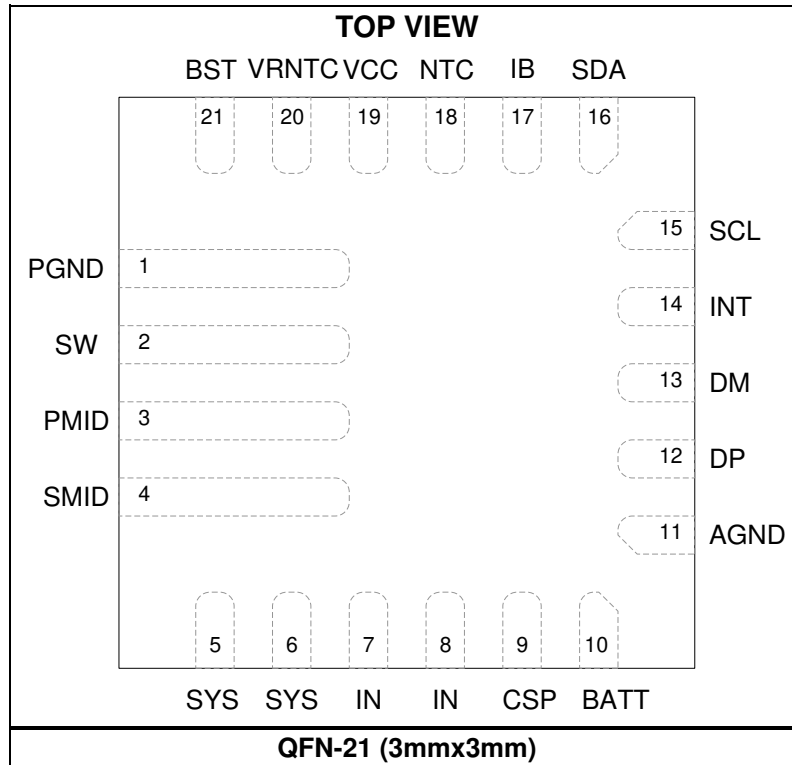 TOP VIEW
BST VRNTC VCC NTC IB SDA
21 20 19 18 17 16
15 SCL
PGND 1
14 INT
SW 2
13 DM
PMID 3
12 DP
SMID 4
11 AGND
5 6 7 8 9 10
SYS SYS IN IN CSP BATT
QFN-21 (3mmx3mm)